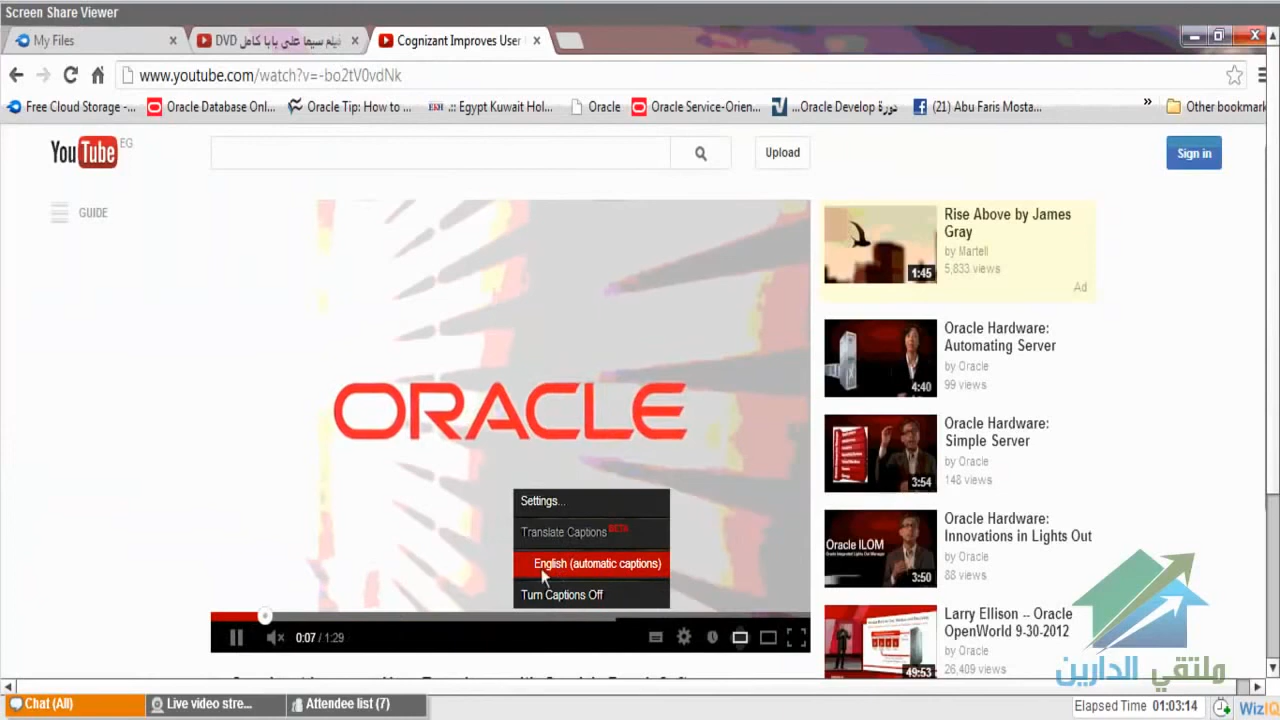 Screen Share Viewer
My Files
فيلم سيما على بابا كامل DVD
Cognizant Improves User
www.youtube.com/watch?v=-bo2tV0vdNk
Free Cloud Storage -...
Oracle Database Onl...
Oracle Tip: How to ...
.:: Egypt Kuwait Hol...
Oracle
Oracle Service-Orien...
...Oracle Develop دورة
(21) Abu Faris Mosta...
»
Other bookmark
YouTube EG
Upload
Sign in
GUIDE
Rise Above by James
Gray
by Martell
5,833 views
1:45
Ad
Oracle Hardware:
Automating Server
by Oracle
99 views
4:40
ORACLE
Oracle Hardware:
Simple Server
by Oracle
148 views
3:54
Settings...
Translate Captions BETA
English (automatic captions)
Turn Captions Off
Oracle Hardware:
Innovations in Lights Out
by Oracle
88 views
Oracle ILOM
3:50
Larry Ellison -- Oracle
OpenWorld 9-30-2012
by Oracle
26,409 views
49:53
0:07 / 1:29
ملتقي الدارين
Chat (All)
Live video stre...
Attendee list (7)
Elapsed Time 01:03:14
WizIQ